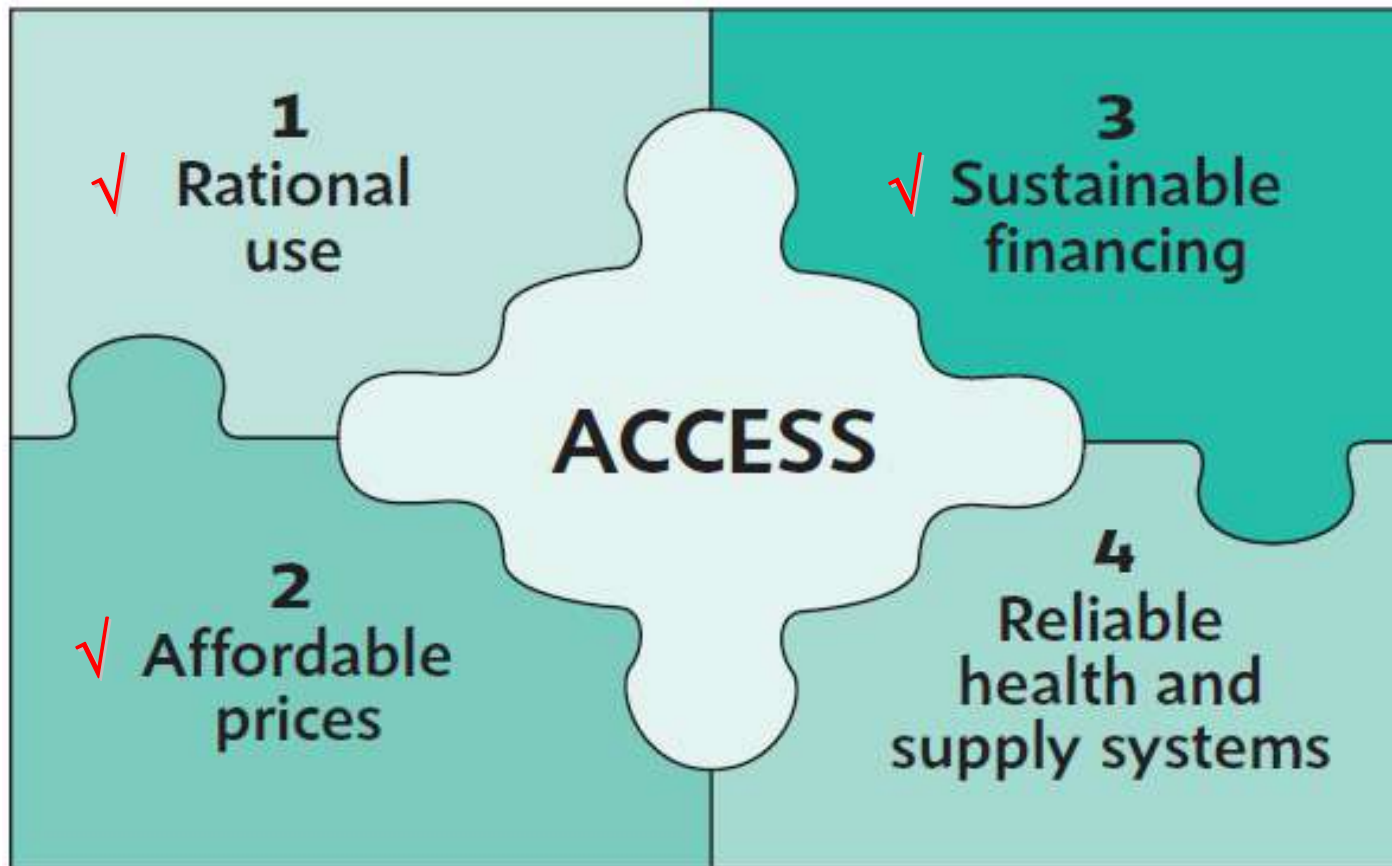 1
√ Rational
use
2
√ Affordable
prices
ACCESS
3
√ Sustainable
financing
4
Reliable
health and
supply systems